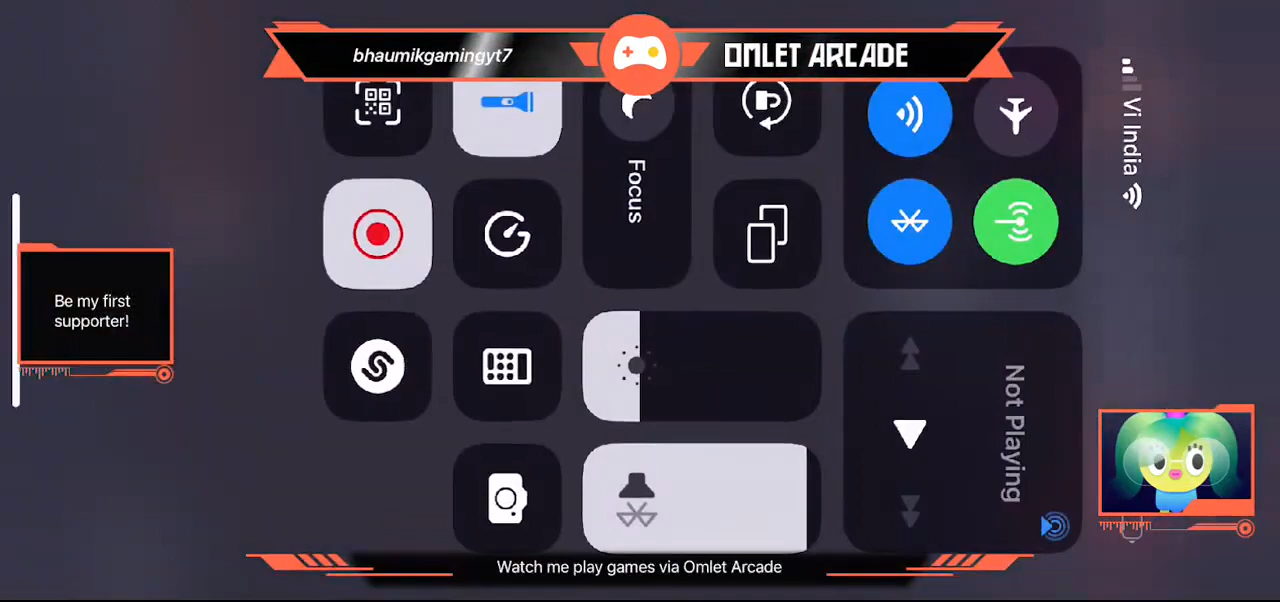 bhaumikgamingyt7
OMLET ARCADE
Vi India
Focus
Be my first
supporter!
Not Playing
Watch me play games via Omlet Arcade